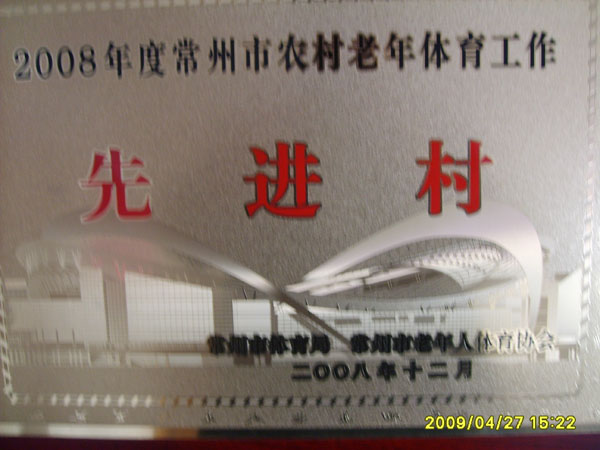 2008年度常州市农村老年体育工作
先进村
常州市体育局 常州市老年人体育协会
二〇〇八年十二月
2009/04/27 15:22